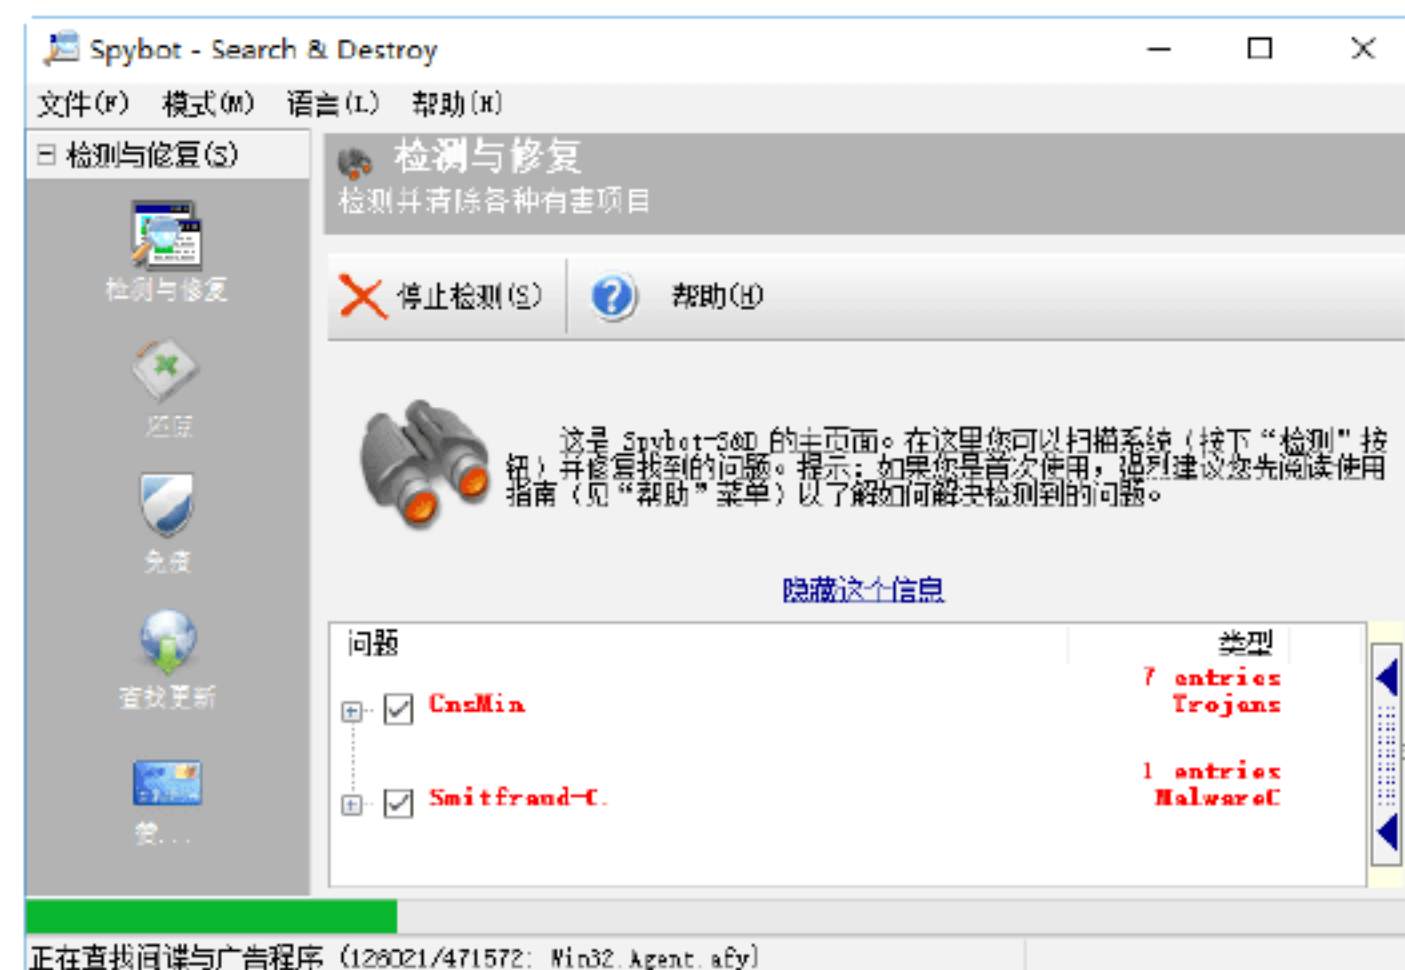 Spybot - Search & Destroy
文件(F) 模式(M) 语言(L) 帮助(H)
检测与修复(S)
检测与修复
还原
免疫
查找更新
赞...
检测与修复
检测并清除各种有害项目
停止检测(S)
帮助(H)
这是 Spybot-S&D 的主页面。在这里您可以扫描系统（按下“检测”按
钮）并修复找到的问题。提示：如果您是首次使用，强烈建议您先阅读使用
指南（见“帮助”菜单）以了解如何解决检测到的问题。
隐藏这个信息
问题 类型
CnsMin 7 entries
Trojans
Smitfraud-C. 1 entries
MalwareC
正在查找间谍与广告程序 (128021/471572: Win32.Agent.afy)